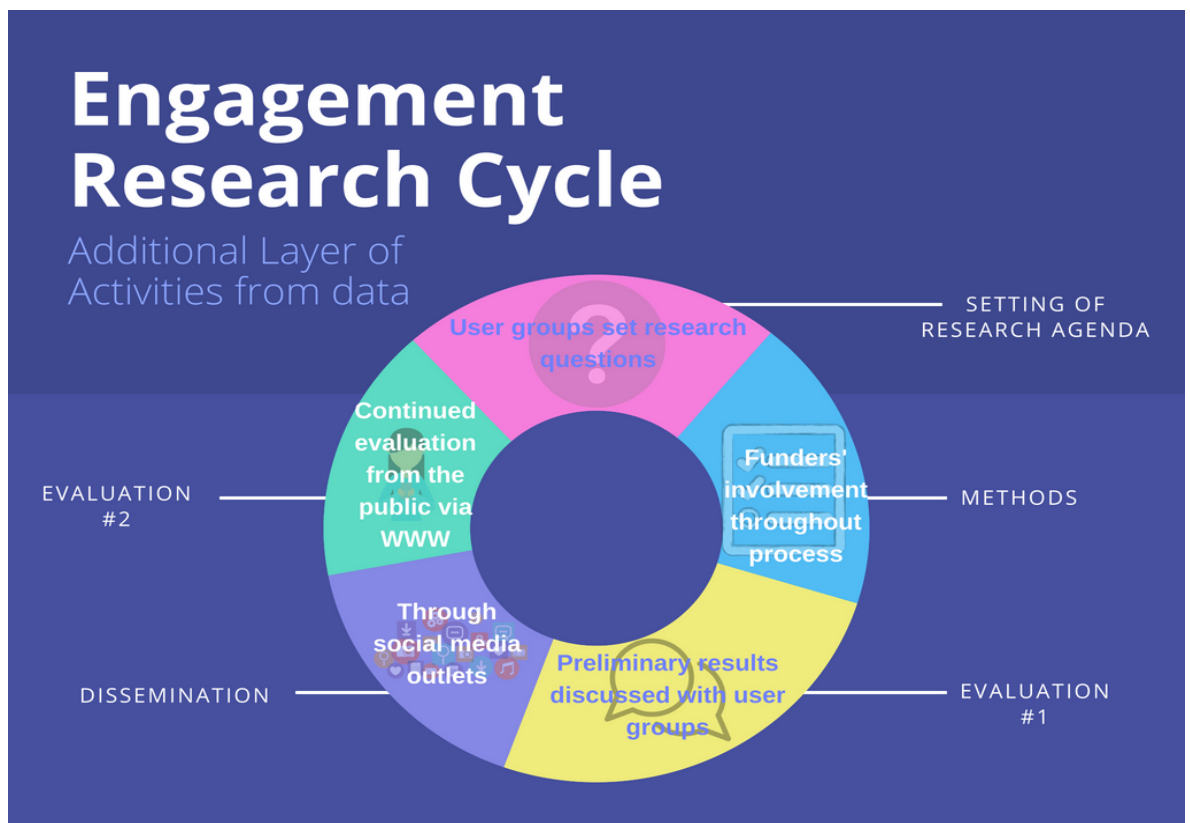 Engagement
Research Cycle
Additional Layer of
Activities from data
SETTING OF
RESEARCH AGENDA
User groups set research
questions
Funders'
involvement
throughout
process
METHODS
Preliminary results
discussed with user
groups
EVALUATION
#1
Through
social media
outlets
DISSEMINATION
Continued
evaluation
from the
public via
WWW
EVALUATION
#2